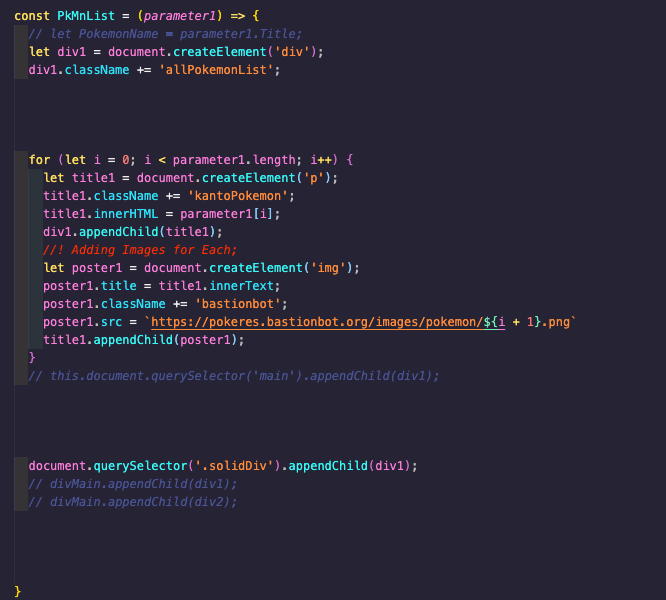 const PkMnList = (parameter1) => {
// let PokemonName = parameter1.Title;
let div1 = document.createElement('div');
div1.className += 'allPokemonList';
for (let i = 0; i < parameter1.length; i++) {
let title1 = document.createElement('p');
title1.className += 'kantoPokemon';
title1.innerHTML = parameter1[i];
div1.appendChild(title1);
//! Adding Images for Each;
let poster1 = document.createElement('img');
poster1.title = title1.innerText;
poster1.className += 'bastionbot';
poster1.src = `https://pokeres.bastionbot.org/images/pokemon/${i + 1}.png`
title1.appendChild(poster1);
}
// this.document.querySelector('main').appendChild(div1);
document.querySelector('.solidDiv').appendChild(div1);
// divMain.appendChild(div1);
// divMain.appendChild(div2);
}